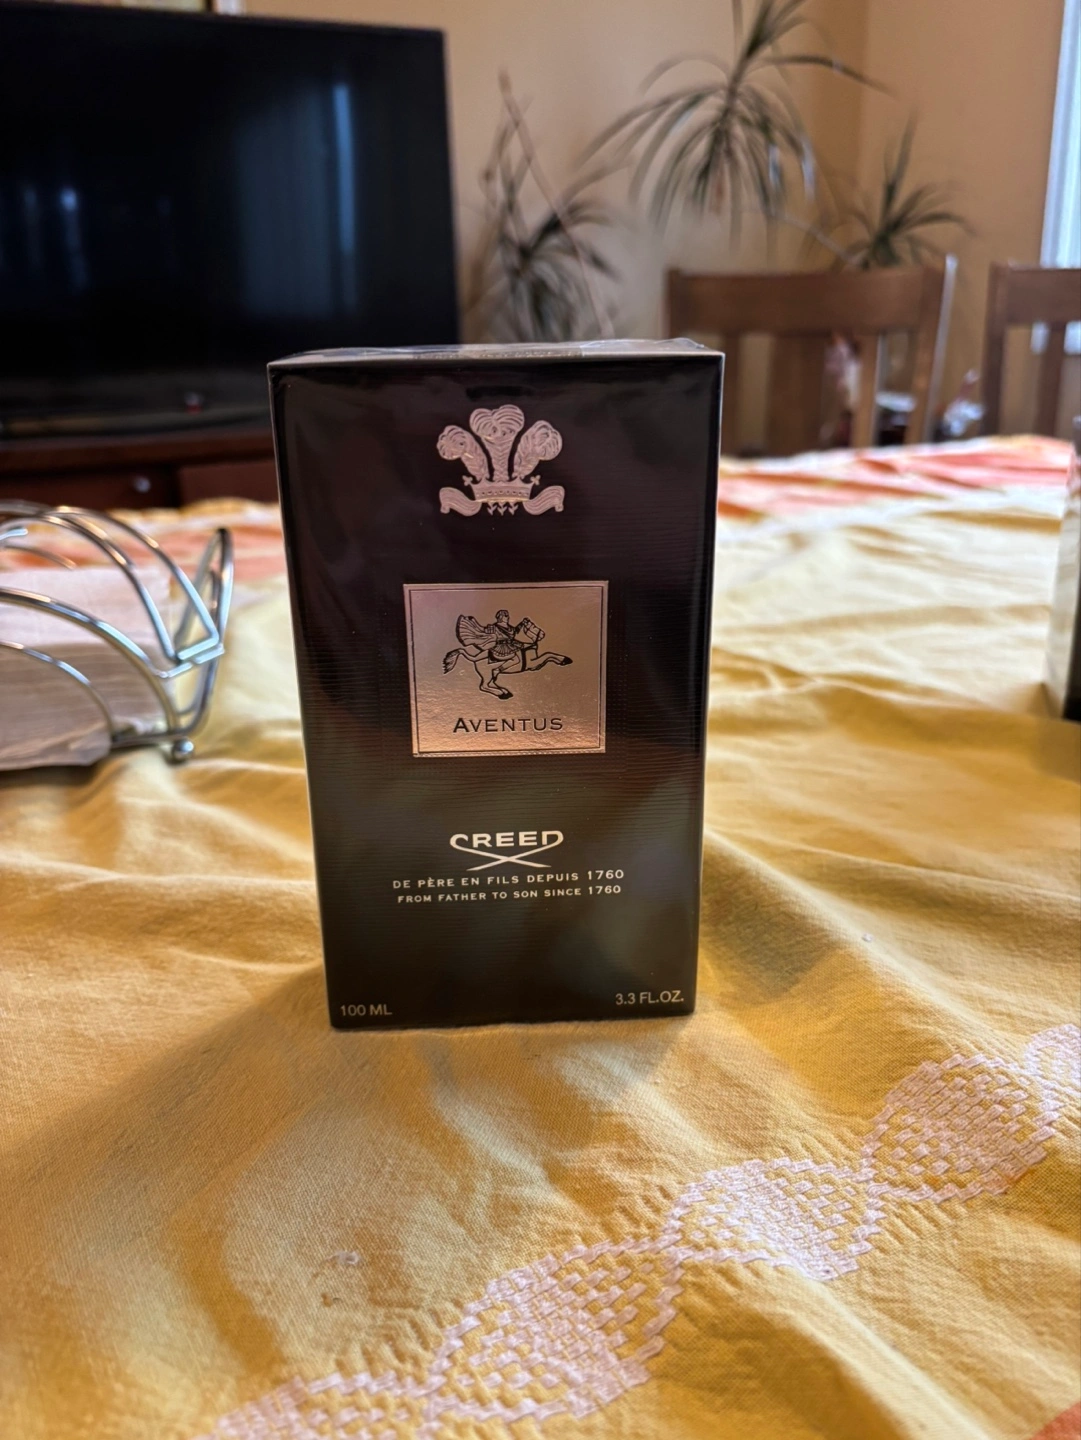 AVENTUS
CREED
DE PÈRE EN FILS DEPUIS 1760
FROM FATHER TO SON SINCE 1760
100 ML 3.3 FL.OZ.